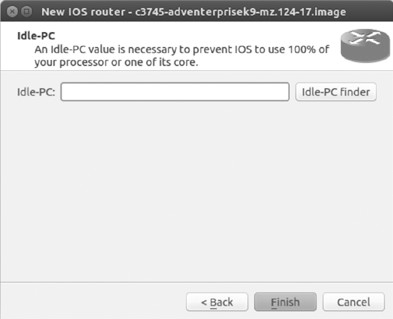 New IOS router - c3745-adventerprisek9-mz.124-17.image
Idle-PC
An Idle-PC value is necessary to prevent IOS to use 100% of
your processor or one of its core.
Idle-PC:
Idle-PC finder
< Back
Finish
Cancel